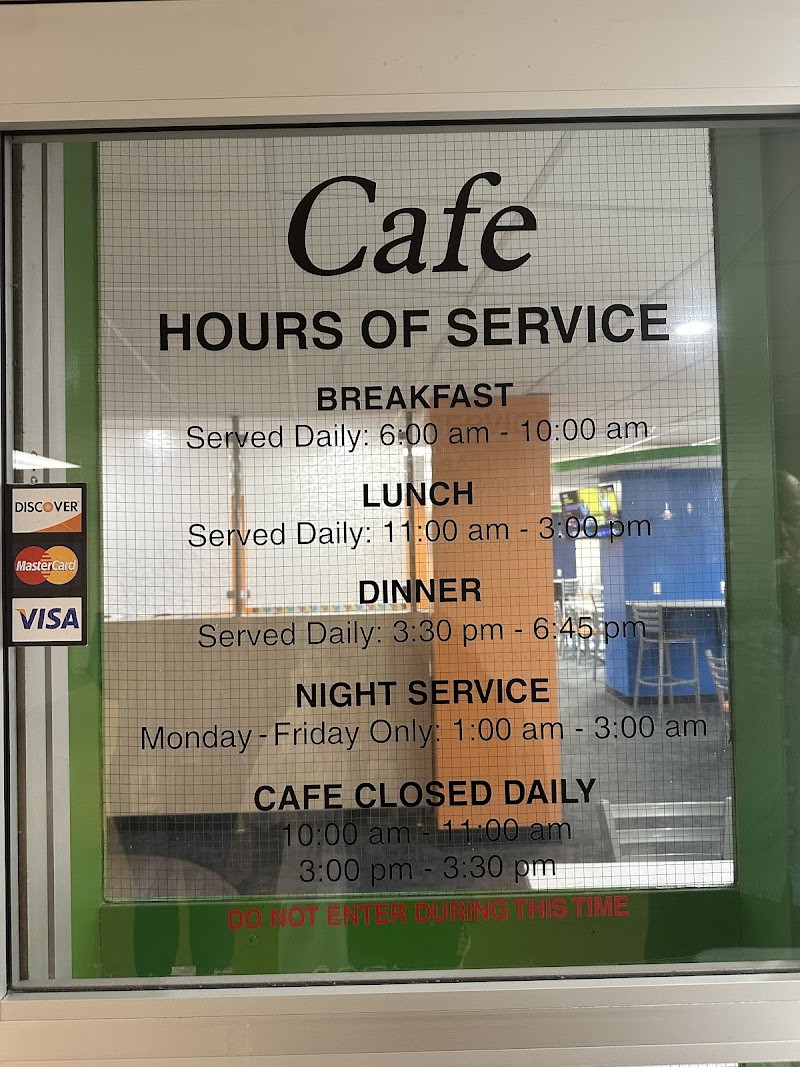 Cafe
HOURS OF SERVICE
BREAKFAST
Served Daily: 6:00 am - 10:00 am
LUNCH
Served Daily: 11:00 am - 3:00 pm
DINNER
Served Daily: 3:30 pm - 6:45 pm
NIGHT SERVICE
Monday - Friday Only: 1:00 am - 3:00 am
CAFE CLOSED DAILY
10:00 am - 11:00 am
3:00 pm - 3:30 pm
DO NOT ENTER DURING THIS TIME
DISCOVER
MasterCard
VISA